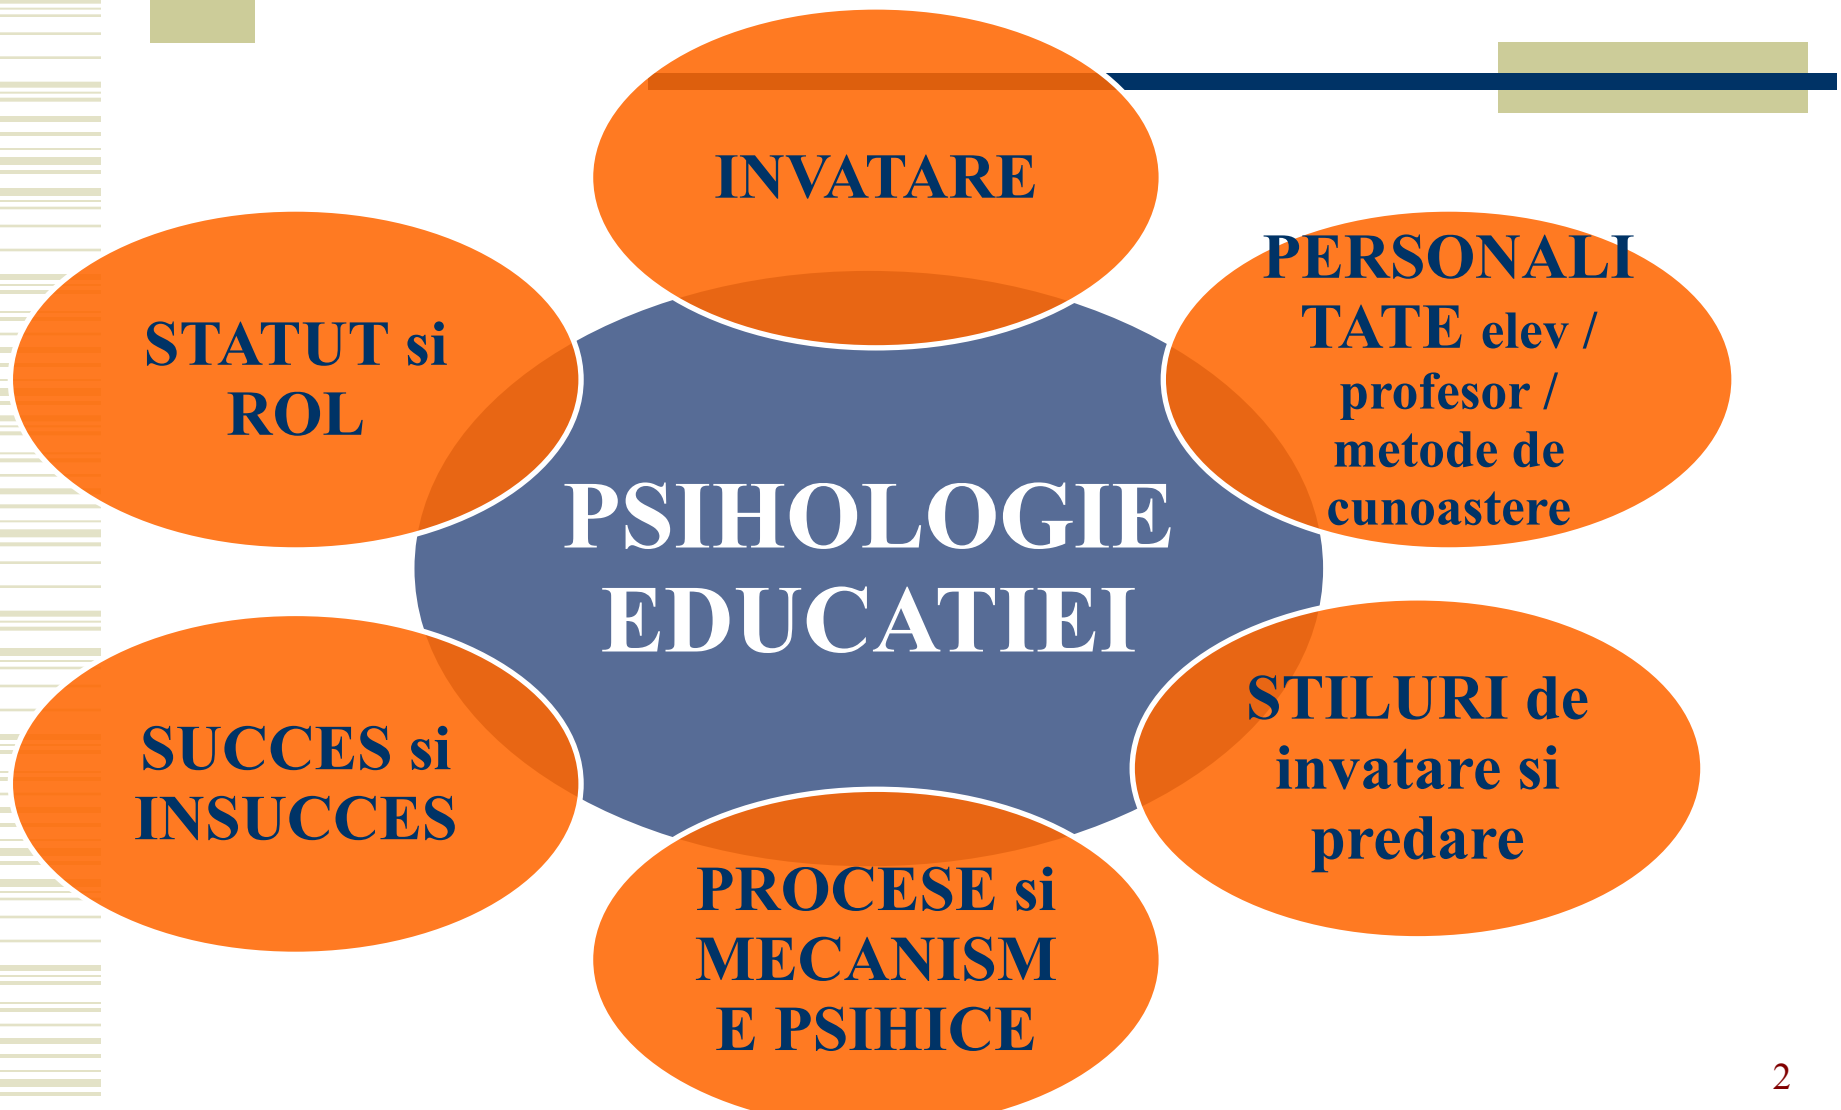 INVATARE
PERSONALI
TATE elev /
profesor /
metode de
cunoastere
STILURI de
invatare si
predare
PROCESE si
MECANISM
E PSIHICE
SUCCES si
INSUCCES
STATUT si
ROL
PSIHOLOGIE
EDUCATIEI
2